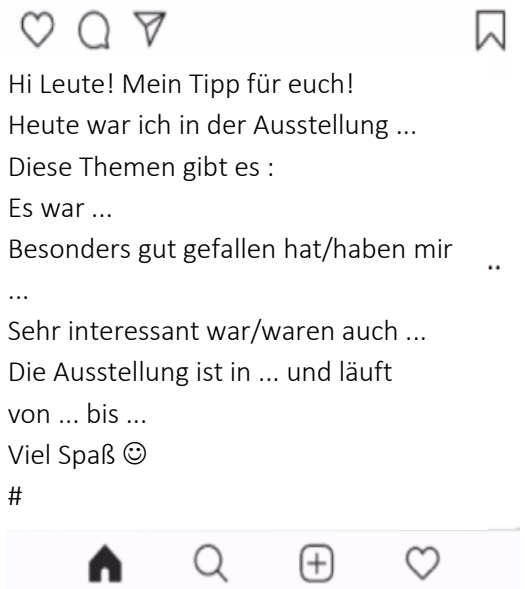 Hi Leute! Mein Tipp für euch!
Heute war ich in der Ausstellung ...
Diese Themen gibt es :
Es war ...
Besonders gut gefallen hat/haben mir
...
Sehr interessant war/waren auch ...
Die Ausstellung ist in ... und läuft
von ... bis ...
Viel Spaß ☺
#